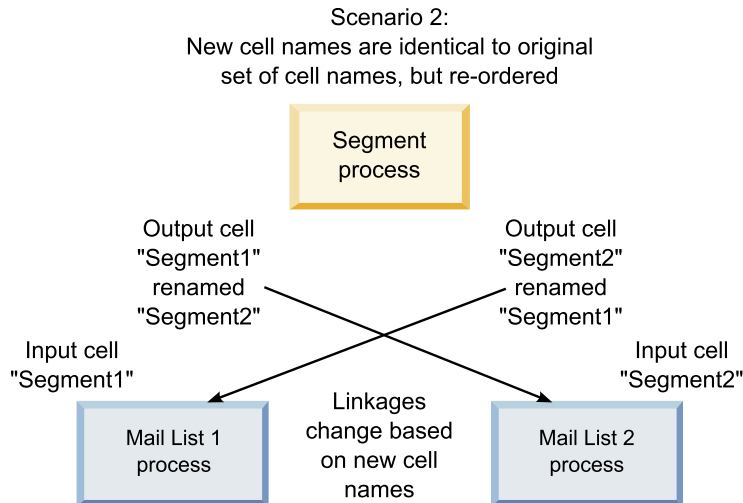 Scenario 2:
New cell names are identical to original
set of cell names, but re-ordered
Segment
process
Output cell
"Segment1"
renamed
"Segment2"
Output cell
"Segment2"
renamed
"Segment1"
Input cell
"Segment1"
Input cell
"Segment2"
Mail List 1
process
Linkages
change based
on new cell
names
Mail List 2
process